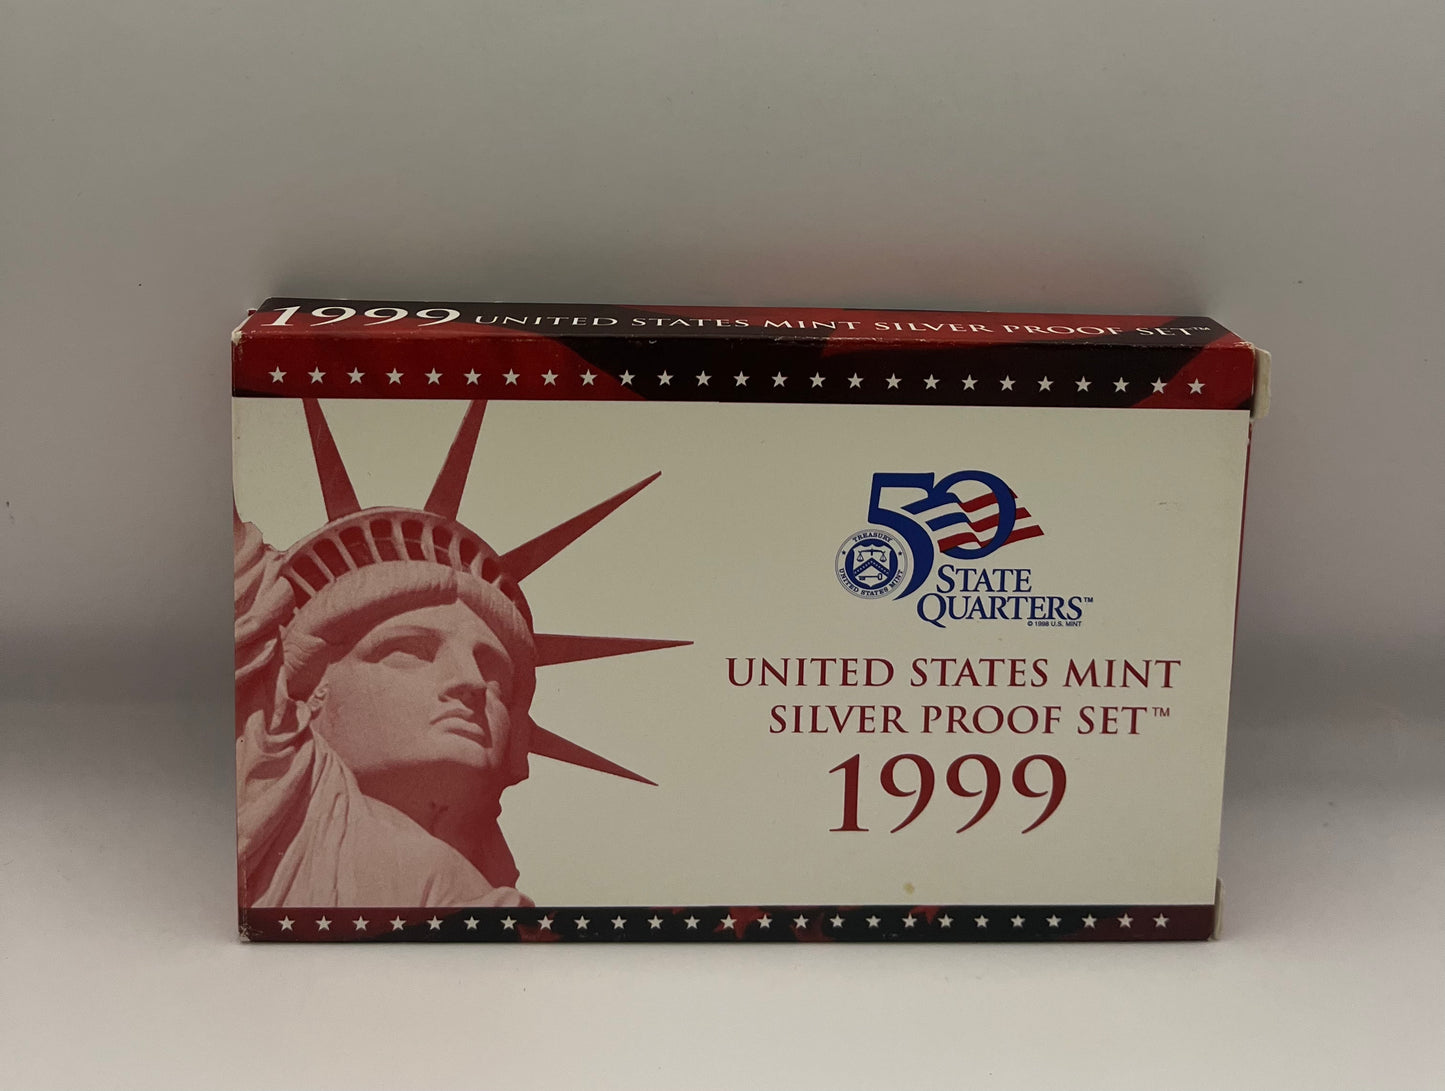 1999 UNITED STATES MINT SILVER PROOF SET™
50
TREASURY
UNITED STATES MINT
STATE
QUARTERS™
© 1998 U.S. MINT
UNITED STATES MINT
SILVER PROOF SET™
1999